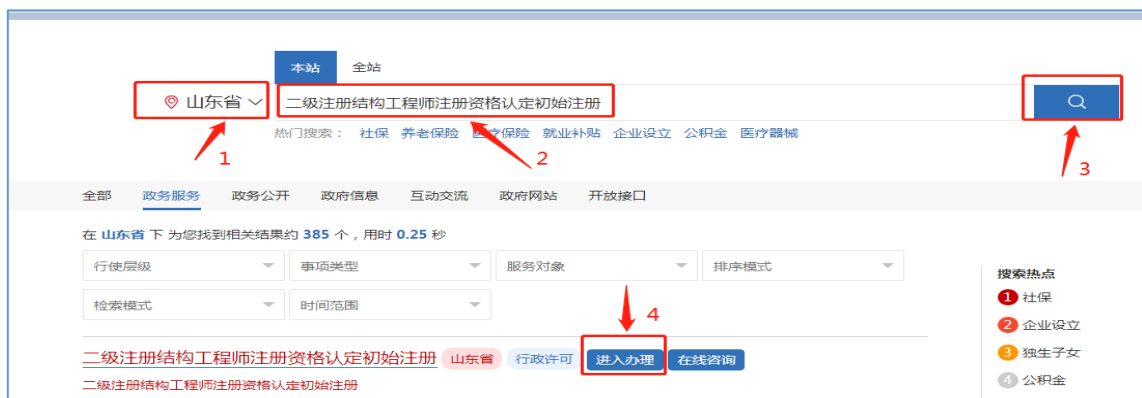 本站 全站
山东省 二级注册结构工程师注册资格认定初始注册
热门搜索： 社保 养老保险 医疗保险 就业补贴 企业设立 公积金 医疗器械
1 2 3
全部 政务服务 政务公开 政府信息 互动交流 政府网站 开放接口
在 山东省 下 为您找到相关结果约 385 个，用时 0.25 秒
行使层级 事项类型 服务对象 排序模式
检索模式 时间范围
搜索热点
1 社保
2 企业设立
3 独生子女
4 公积金
4
二级注册结构工程师注册资格认定初始注册 山东省 行政许可 进入办理 在线咨询
二级注册结构工程师注册资格认定初始注册